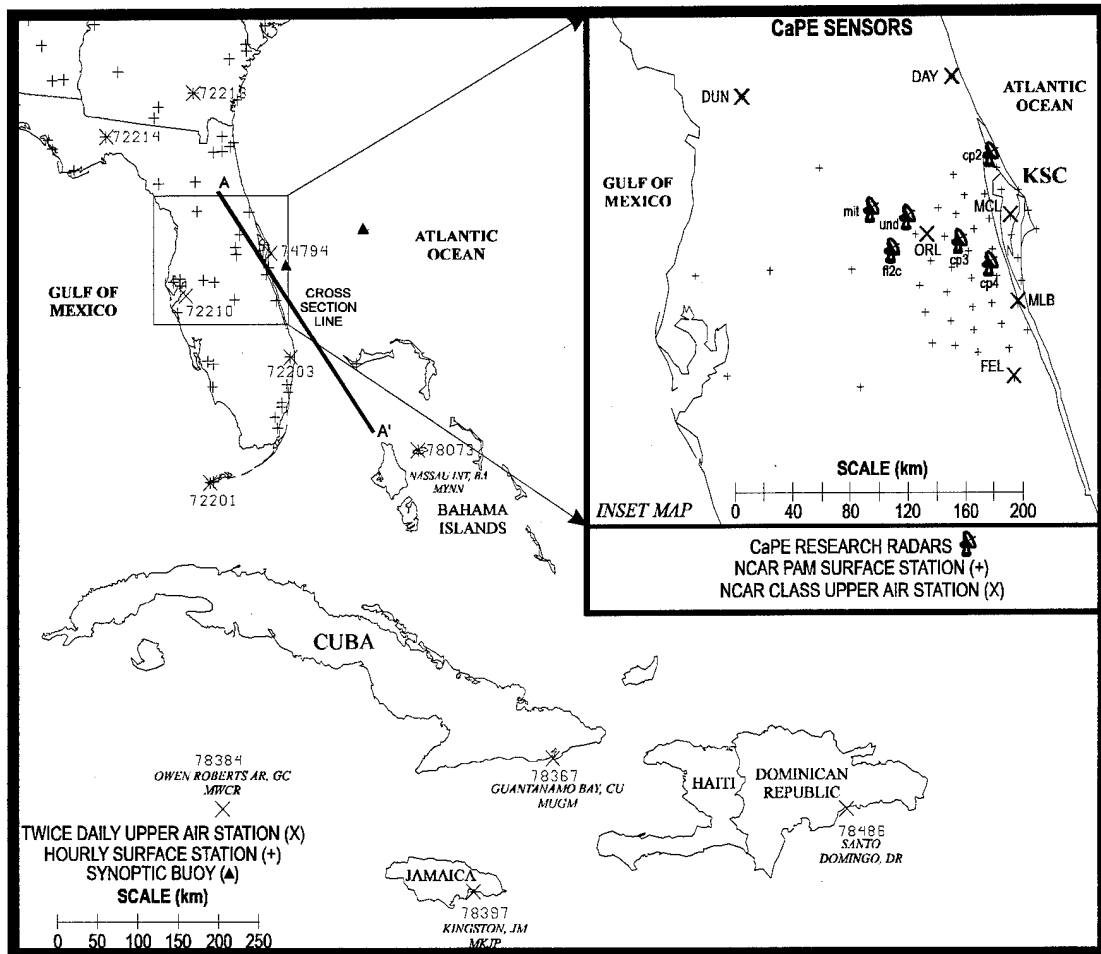 CaPE SENSORS
DAY
DUN
ATLANTIC
OCEAN
cp2
KSC
GULF OF
MEXICO
mit
und
MCL
ORL
cp3
fl2c
cp4
MLB
FEL
SCALE (km)
0 40 80 120 160 200
INSET MAP
CaPE RESEARCH RADARS
NCAR PAM SURFACE STATION (+)
NCAR CLASS UPPER AIR STATION (X)
72213
72214
A
74794
ATLANTIC
OCEAN
GULF OF
MEXICO
CROSS
SECTION
LINE
72210
72203
A'
78073
NASSAU INT, BA
MYNN
72201
BAHAMA
ISLANDS
CUBA
78384
OWEN ROBERTS AR, GC
MWCR
78367
GUANTANAMO BAY, CU
MUGM
HAITI
DOMINICAN
REPUBLIC
78486
SANTO
DOMINGO, DR
TWICE DAILY UPPER AIR STATION (X)
HOURLY SURFACE STATION (+)
SYNOPTIC BUOY (▲)
SCALE (km)
0 50 100 160 200 250
JAMAICA
78397
KINGSTON, JM
MKJP